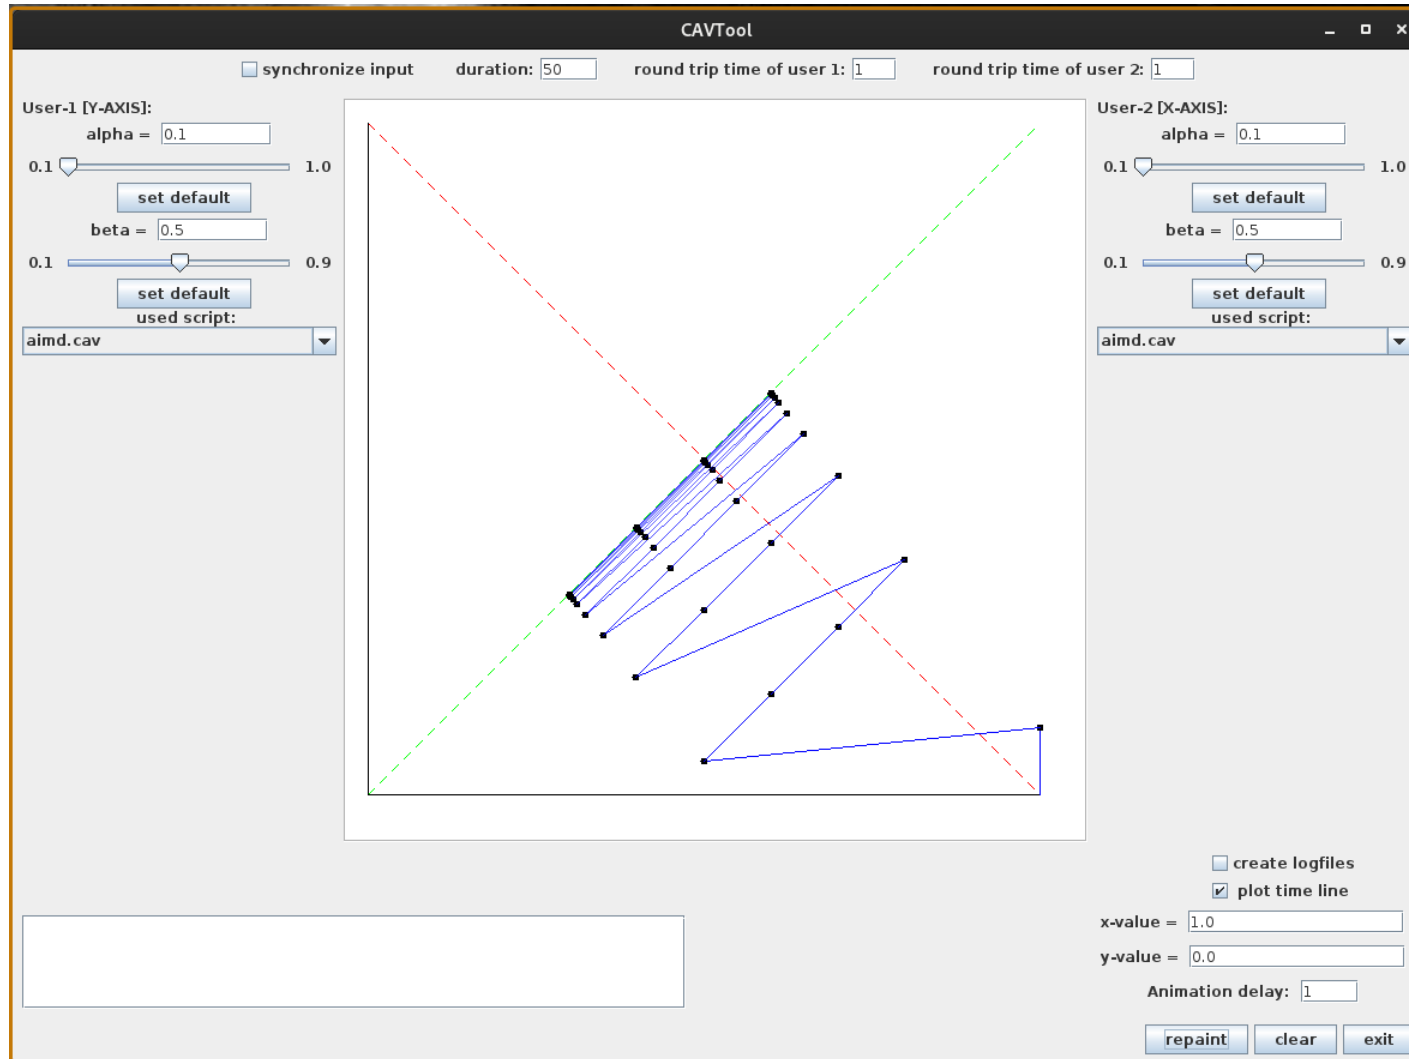 CAVTool
synchronize input duration: 50 round trip time of user 1: 1 round trip time of user 2: 1
User-1 [Y-AXIS]:
alpha = 0.1
0.1 1.0
set default
beta = 0.5
0.1 0.9
set default
used script:
aimd.cav
User-2 [X-AXIS]:
alpha = 0.1
0.1 1.0
set default
beta = 0.5
0.1 0.9
set default
used script:
aimd.cav
create logfiles
plot time line
x-value = 1.0
y-value = 0.0
Animation delay: 1
repaint clear exit